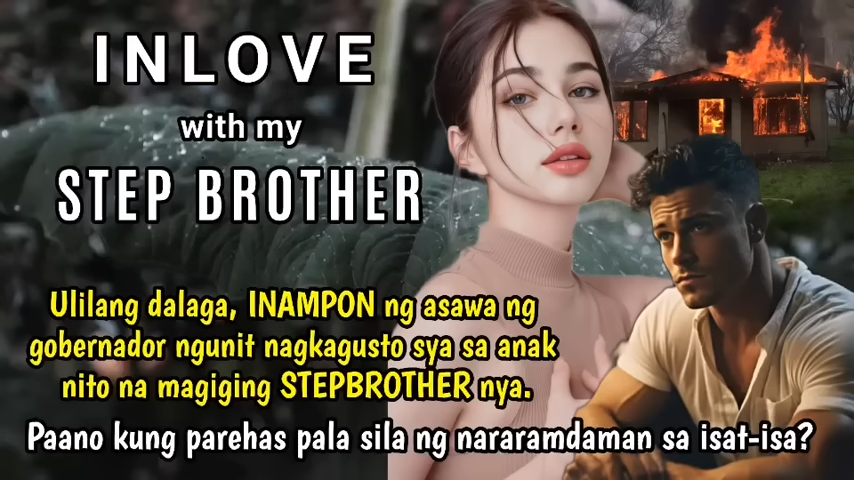 INLOVE
with my
STEP BROTHER
Ulilang dalaga, INAMPON ng asawa ng
gobernador ngunit nagkagusto sya sa anak
nito na magiging STEPBROTHER nya.
Paano kung parehas pala sila ng nararamdaman sa isat-isa?